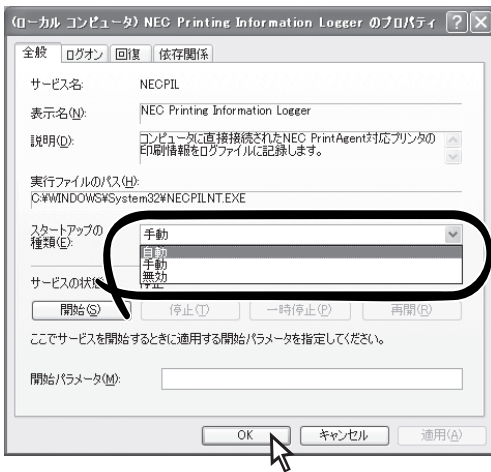 (ローカル コンピュータ) NEC Printing Information Logger のプロパティ
全般 ログオン 回復 依存関係
サービス名: NECPIL
表示名(N): NEC Printing Information Logger
説明(D): コンピュータに直接接続されたNEC PrintAgent対応プリンタの
印刷情報をログファイルに記録します。
実行ファイルのパス(H):
C:¥WINDOWS¥System32¥NECPILNT.EXE
スタートアップの
種類(E): 手動
自動
手動
無効
サービスの状態: 停止
開始(S) 停止(T) 一時停止(P) 再開(R)
ここでサービスを開始するときに適用する開始パラメータを指定してください。
開始パラメータ(M):
OK キャンセル 適用(A)